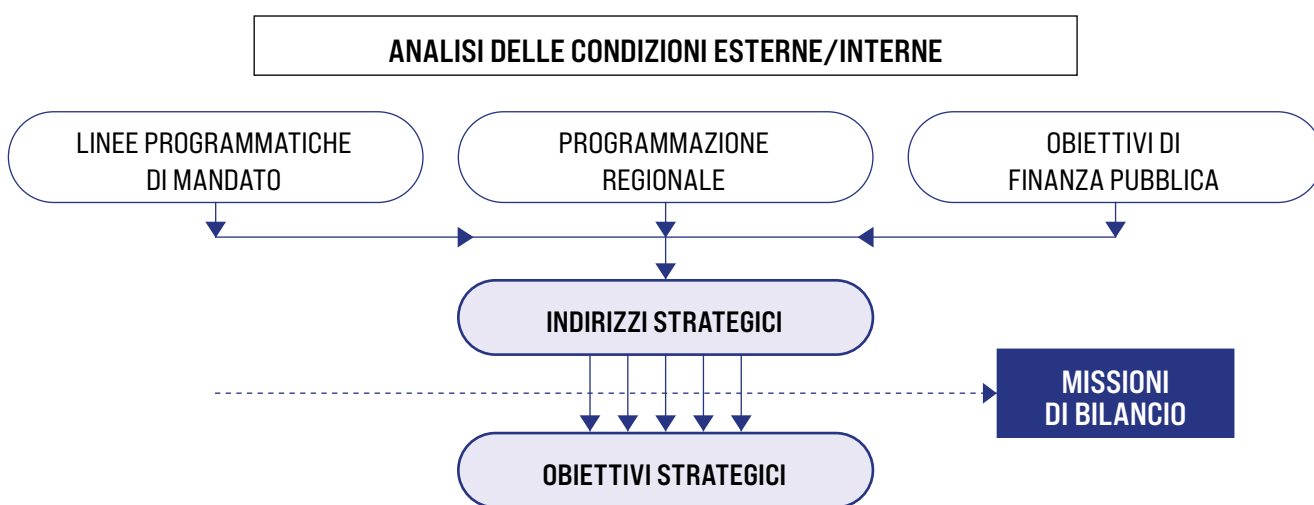 ANALISI DELLE CONDIZIONI ESTERNE/INTERNE
LINEE PROGRAMMATICHE
DI MANDATO
PROGRAMMAZIONE
REGIONALE
OBIETTIVI DI
FINANZA PUBBLICA
INDIRIZZI STRATEGICI
MISSIONI
DI BILANCIO
OBIETTIVI STRATEGICI